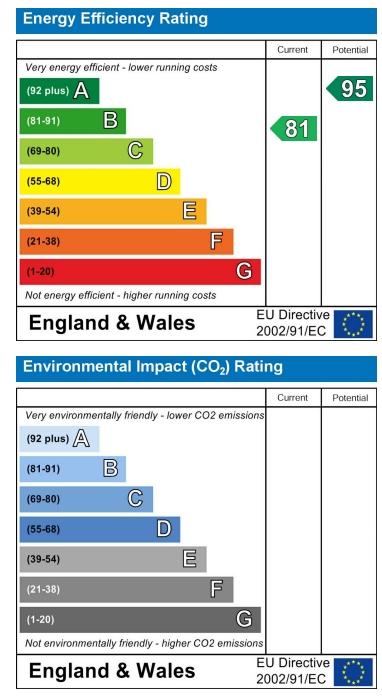 Energy Efficiency Rating
Current Potential
Very energy efficient - lower running costs
(92 plus) A
95
(81-91) B
81
(69-80) C
(55-68) D
(39-54) E
(21-38) F
(1-20) G
Not energy efficient - higher running costs
England & Wales
EU Directive
2002/91/EC
Environmental Impact (CO₂) Rating
Current Potential
Very environmentally friendly - lower CO2 emissions
(92 plus) A
(81-91) B
(69-80) C
(55-68) D
(39-54) E
(21-38) F
(1-20) G
Not environmentally friendly - higher CO2 emissions
England & Wales
EU Directive
2002/91/EC